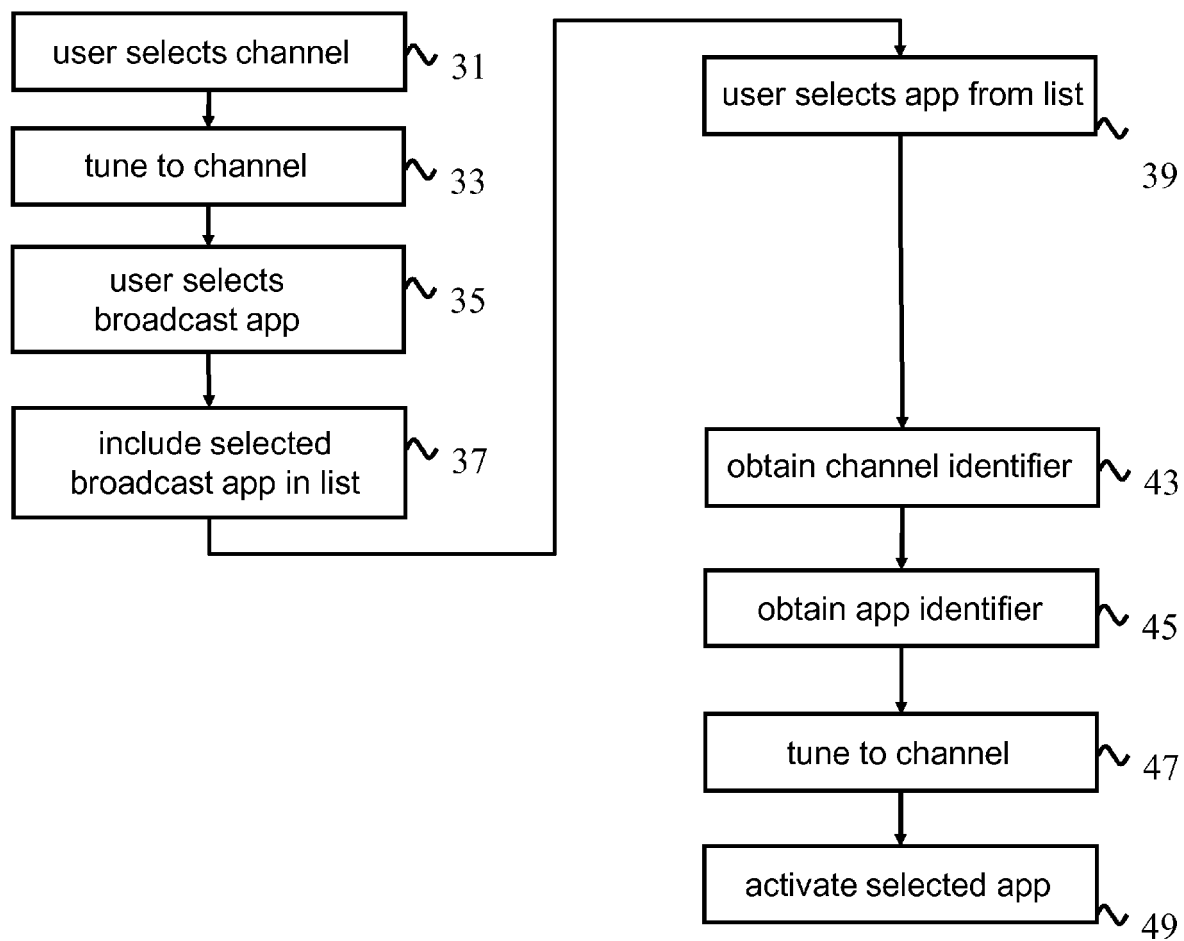 user selects channel
31
tune to channel
33
user selects
broadcast app
35
include selected
broadcast app in list
37
user selects app from list
39
obtain channel identifier
43
obtain app identifier
45
tune to channel
47
activate selected app
49